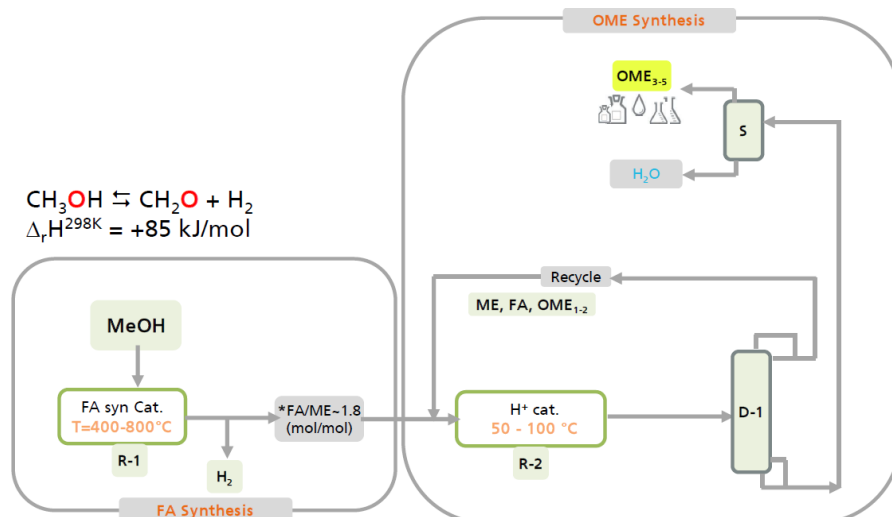 OME Synthesis
OME₃₋₅
S
H₂O
CH₃OH ⇆ CH₂O + H₂
ΔᵣH²⁹⁸ᴷ = +85 kJ/mol
Recycle
ME, FA, OME₁₋₂
MeOH
FA syn Cat.
T=400-800°C
R-1
*FA/ME~1.8
(mol/mol)
H₂
H⁺ cat.
50 - 100 °C
R-2
D-1
FA Synthesis